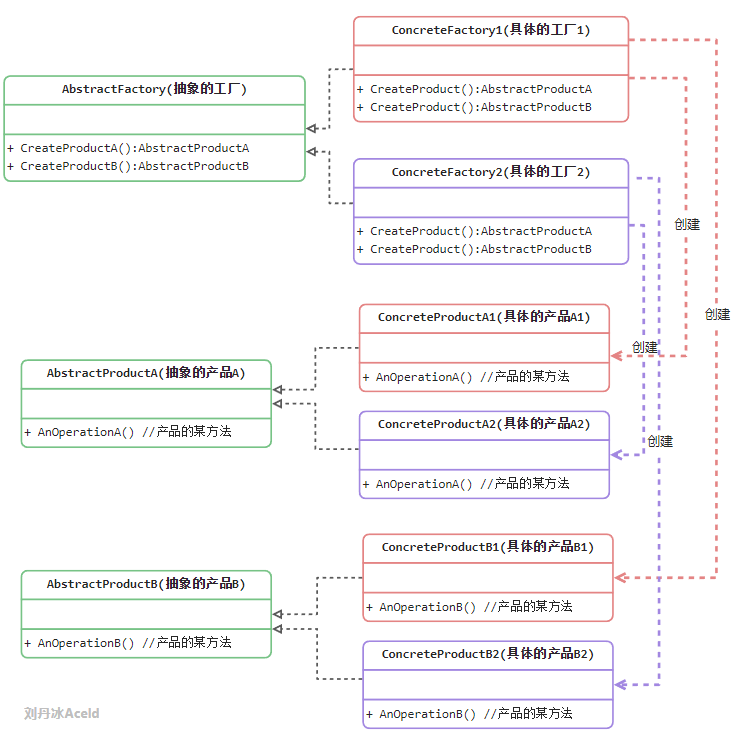 ConcreteFactory1(具体的工厂1)
+ CreateProduct():AbstractProductA
+ CreateProduct():AbstractProductB
AbstractFactory(抽象的工厂)
+ CreateProductA():AbstractProductA
+ CreateProductB():AbstractProductB
ConcreteFactory2(具体的工厂2)
+ CreateProduct():AbstractProductA
+ CreateProduct():AbstractProductB
创建
创建
创建
创建
ConcreteProductA1(具体的产品A1)
+ AnOperationA() //产品的某方法
AbstractProductA(抽象的产品A)
+ AnOperationA() //产品的某方法
ConcreteProductA2(具体的产品A2)
+ AnOperationA() //产品的某方法
ConcreteProductB1(具体的产品B1)
+ AnOperationB() //产品的某方法
AbstractProductB(抽象的产品B)
+ AnOperationB() //产品的某方法
ConcreteProductB2(具体的产品B2)
+ AnOperationB() //产品的某方法
刘丹冰Aceld